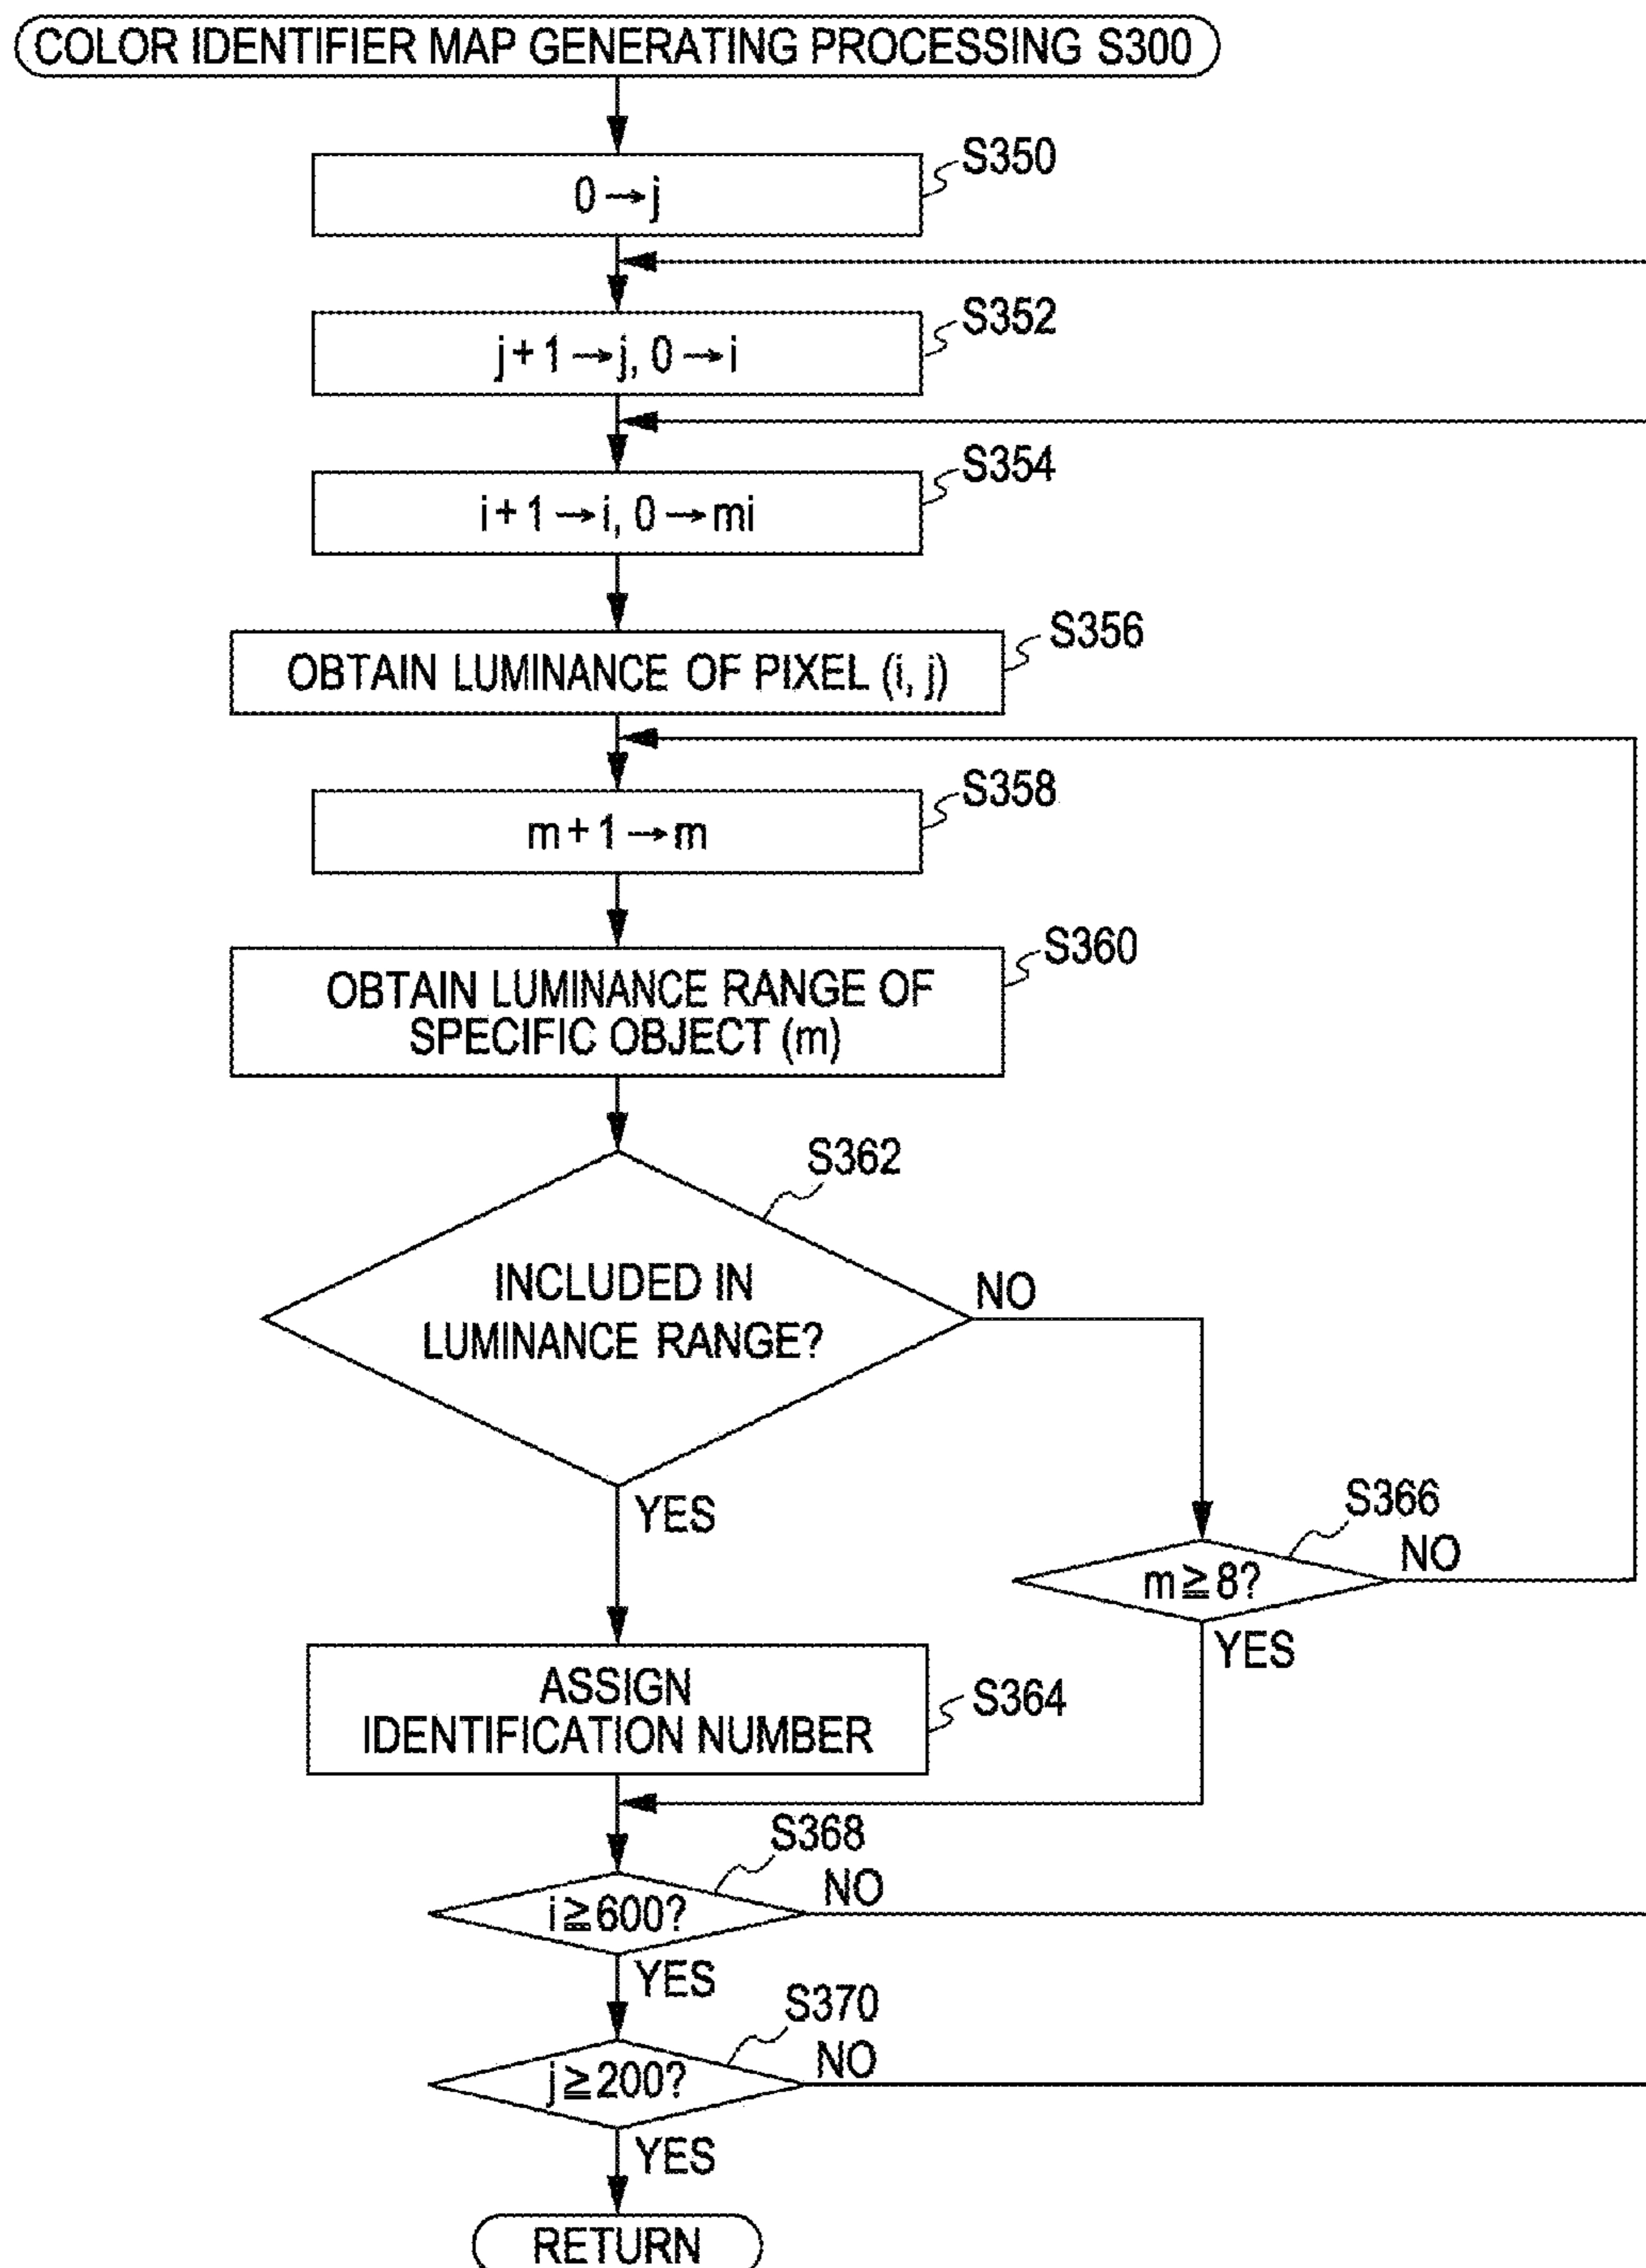 COLOR IDENTIFIER MAP GENERATING PROCESSING S300
S350
0→j
S352
j+1→j, 0→i
S354
i+1→i, 0→mi
S356
OBTAIN LUMINANCE OF PIXEL (i, j)
S358
m+1→m
S360
OBTAIN LUMINANCE RANGE OF
SPECIFIC OBJECT (m)
S362
INCLUDED IN
LUMINANCE RANGE?
NO
YES
S366
m≧8?
NO
YES
ASSIGN
IDENTIFICATION NUMBER
S364
S368
i≧600?
NO
YES
S370
j≧200?
NO
YES
RETURN